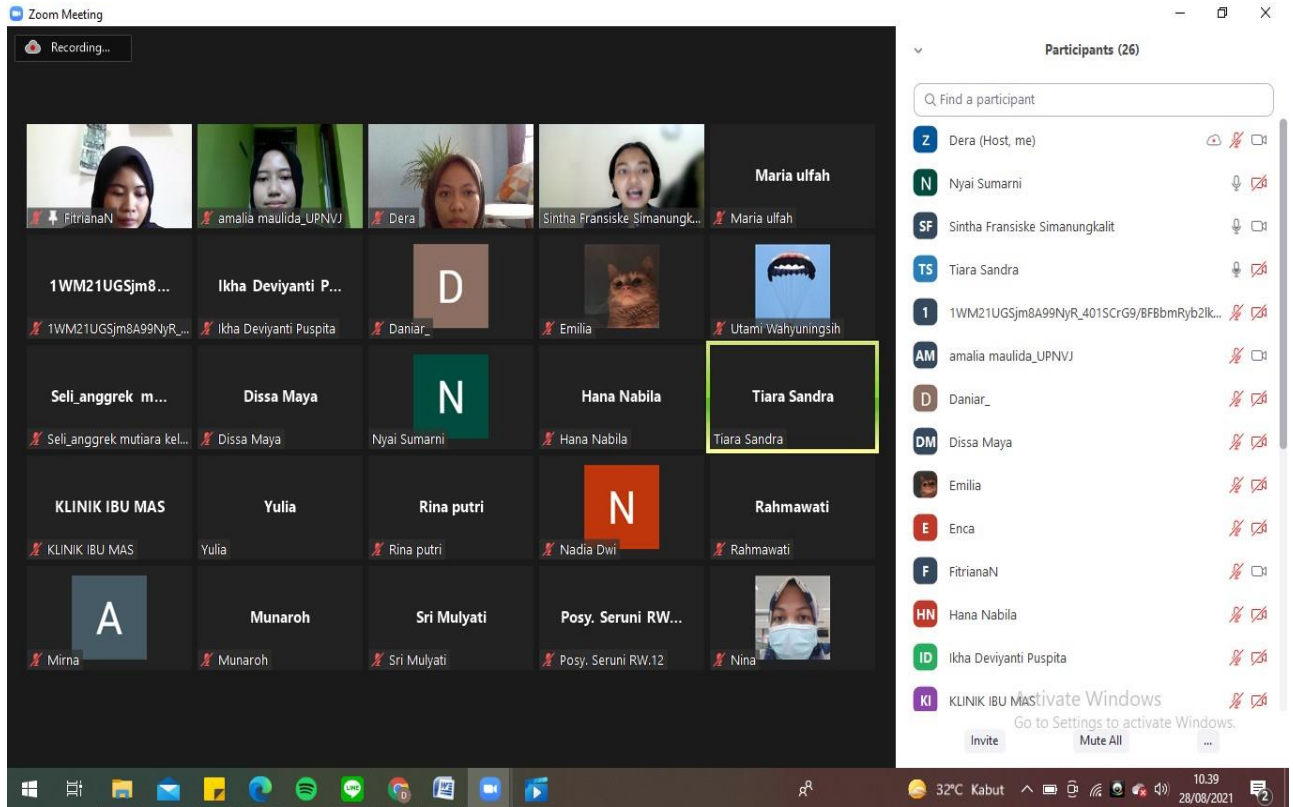 Zoom Meeting
Recording...
FitrianaN
amalia maulida_UPNVJ
Dera
Sintha Fransiske Simanungk...
Maria ulfah
Maria ulfah
1WM21UGSjm8...
1WM21UGSjm8A99NyR_...
Ikha Deviyanti P...
Ikha Deviyanti Puspita
D
Daniar_
Emilia
Utami Wahyuningsih
Seli_anggrek m...
Seli_anggrek mutiara kel...
Dissa Maya
Dissa Maya
N
Nyai Sumarni
Hana Nabila
Hana Nabila
Tiara Sandra
Tiara Sandra
KLINIK IBU MAS
KLINIK IBU MAS
Yulia
Yulia
Rina putri
Rina putri
N
Nadia Dwi
Rahmawati
Rahmawati
A
Mirna
Munaroh
Munaroh
Sri Mulyati
Sri Mulyati
Posy. Seruni RW...
Posy. Seruni RW.12
Nina
Participants (26)
Find a participant
Z Dera (Host, me)
N Nyai Sumarni
SF Sintha Fransiske Simanungkalit
TS Tiara Sandra
1 1WM21UGSjm8A99NyR_401SCrG9/BFBbmRyb2lk...
AM amalia maulida_UPNVJ
D Daniar_
DM Dissa Maya
Emilia
E Enca
F FitrianaN
HN Hana Nabila
ID Ikha Deviyanti Puspita
KI KLINIK IBU MAS
Activate Windows
Go to Settings to activate Windows.
Invite Mute All ...
32°C Kabut
10.39
28/08/2021
2